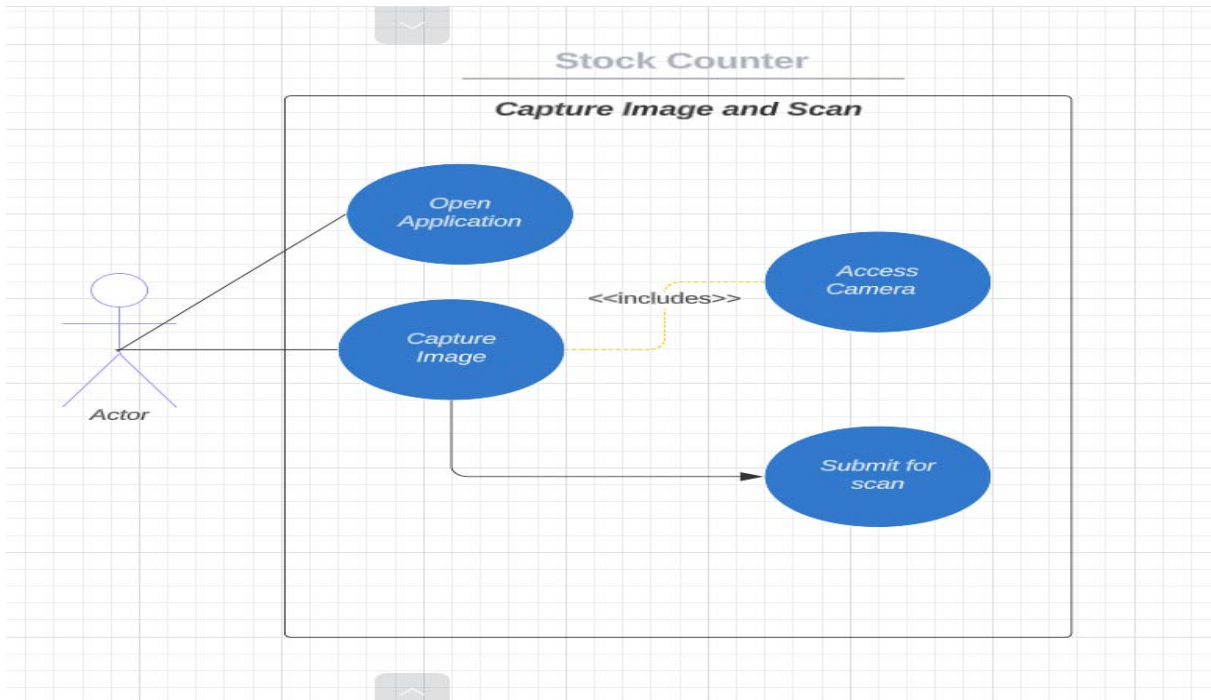 Stock Counter
Capture Image and Scan
Open
Application
Access
Camera
<<includes>>
Capture
Image
Actor
Submit for
scan